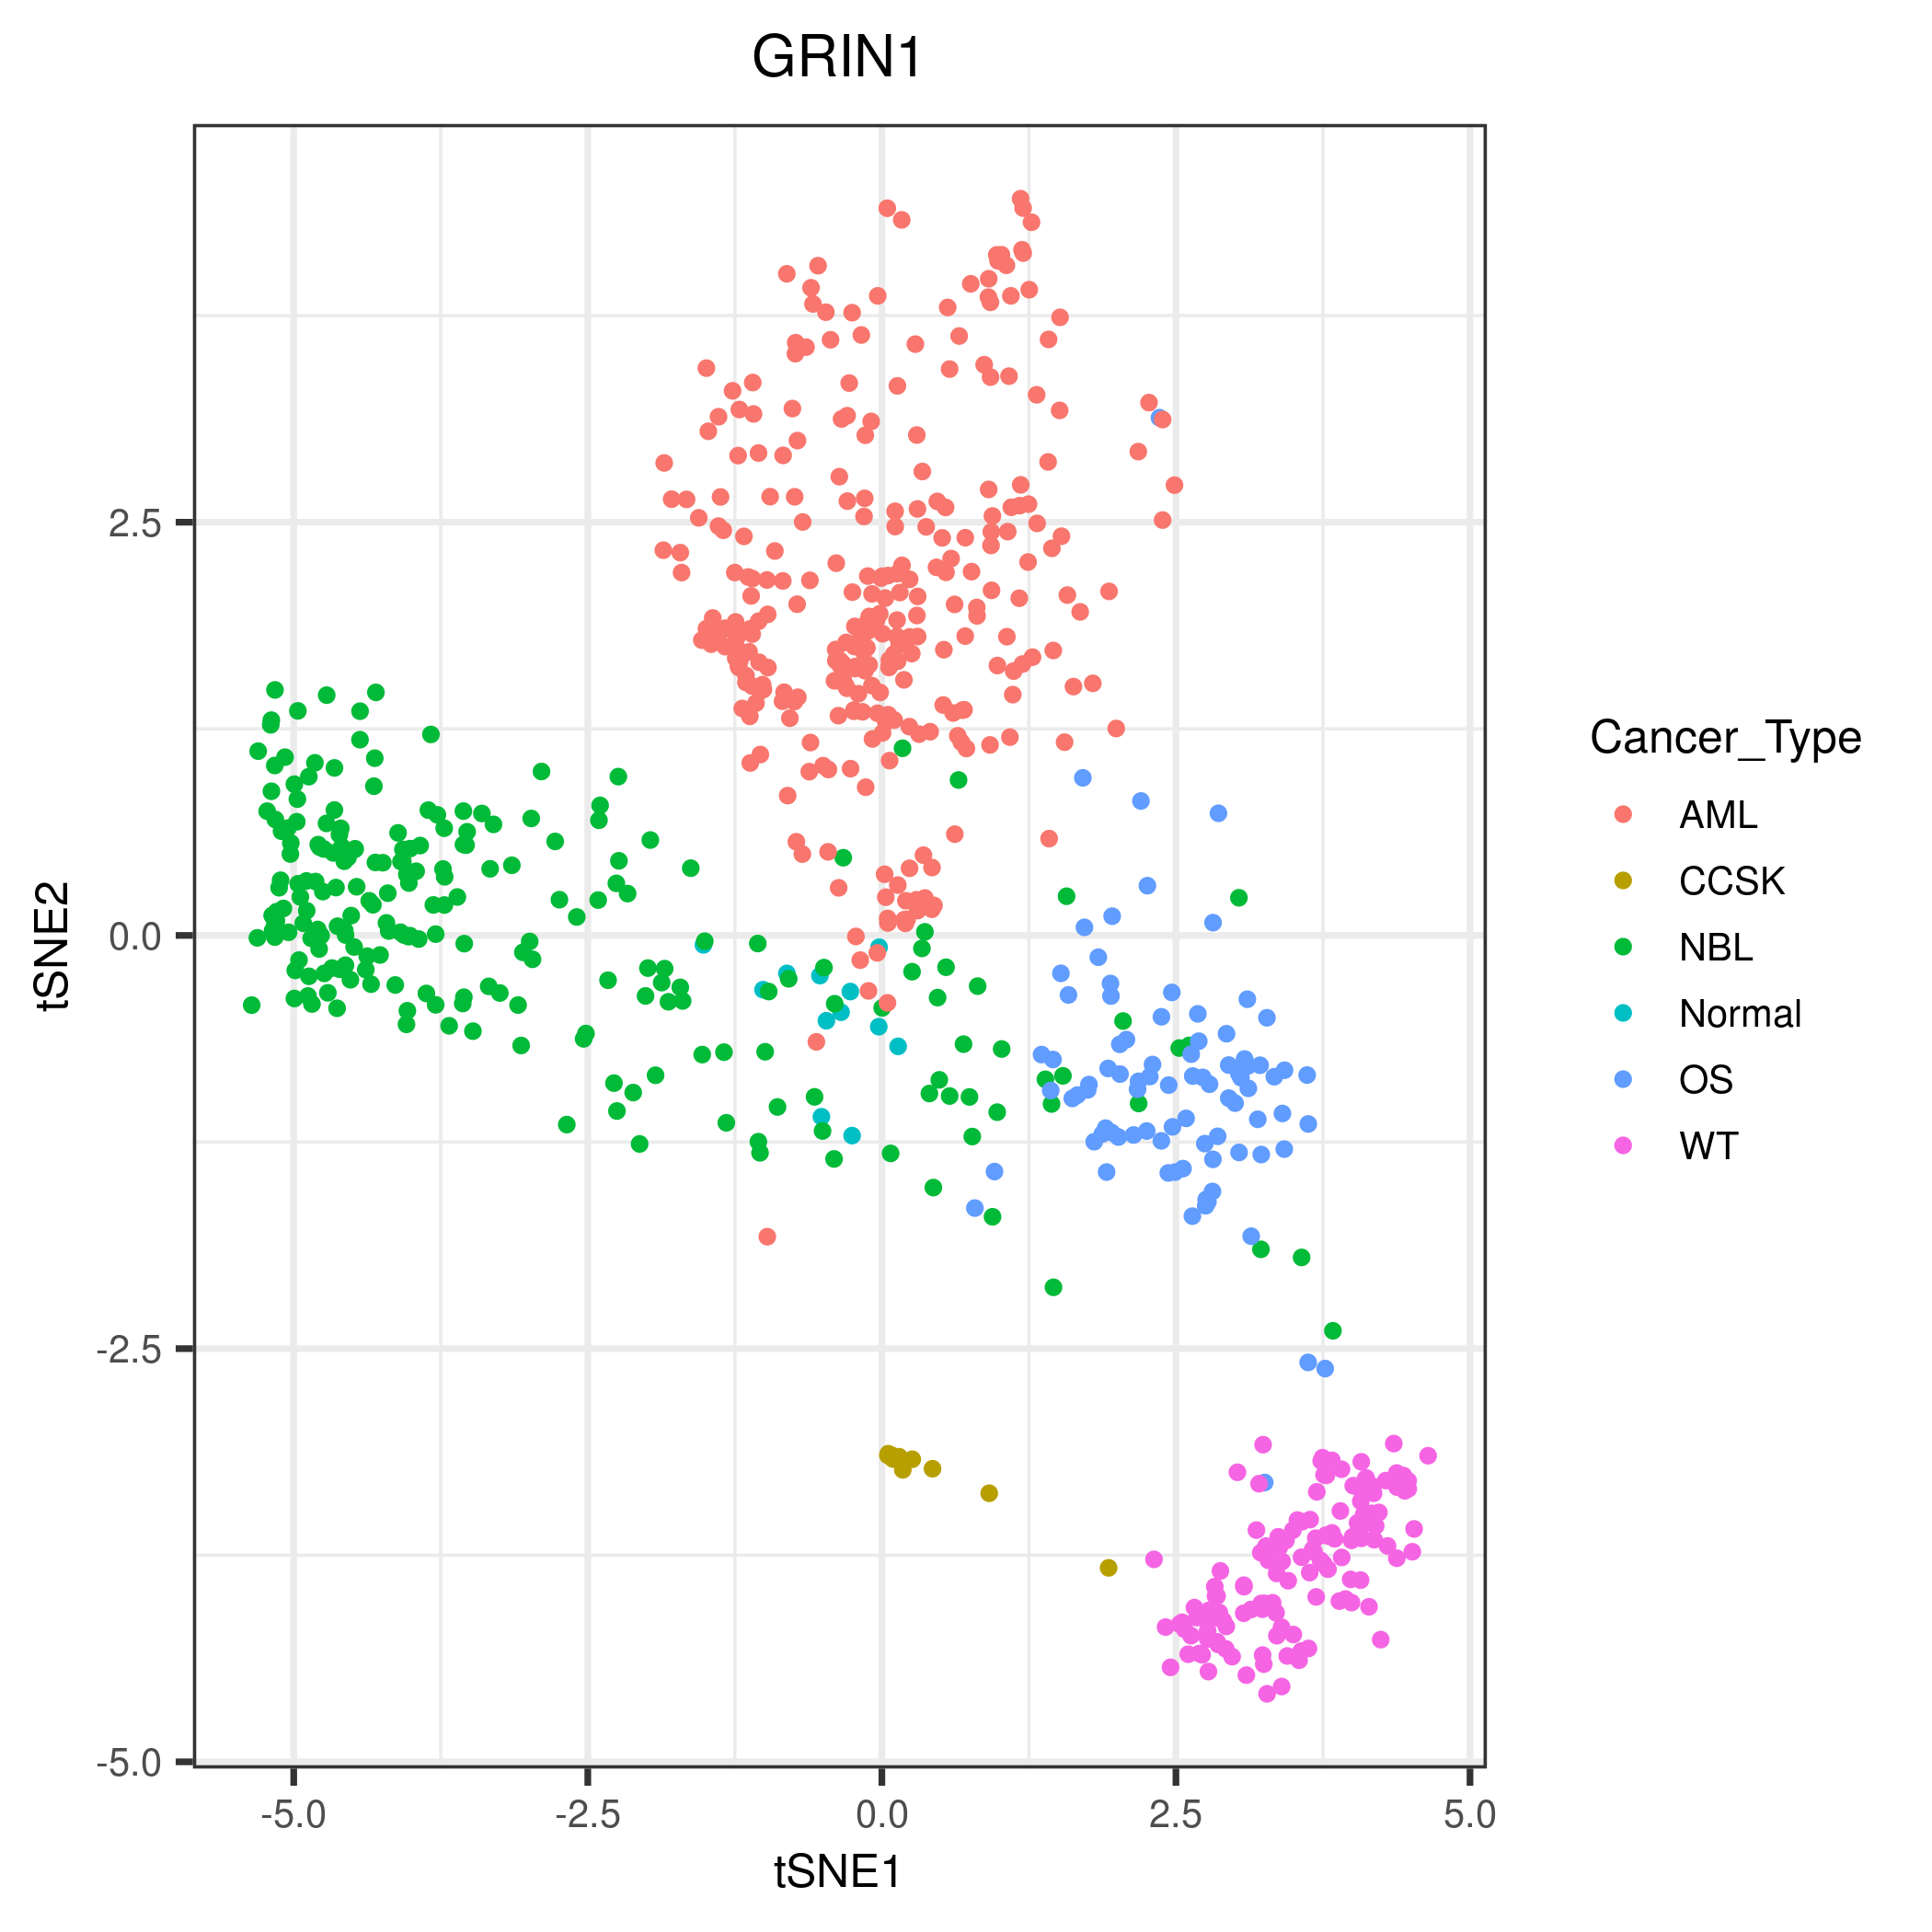 GRIN1
2.5
0.0
-2.5
-5.0
tSNE2
-5.0
-2.5
0.0
2.5
5.0
tSNE1
Cancer_Type
AML
CCSK
NBL
Normal
OS
WT